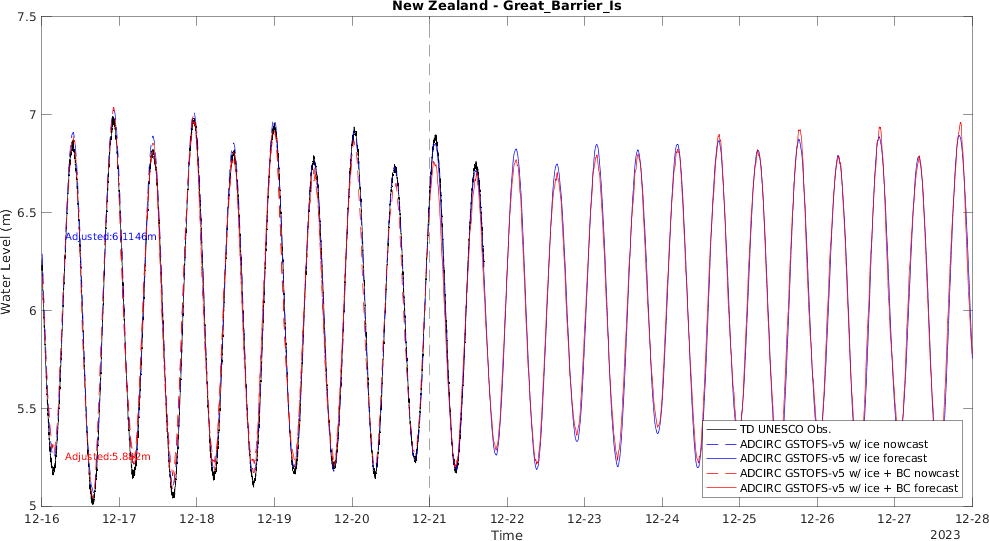 New Zealand - Great_Barrier_Is
7.5
7
6.5
6
5.5
5
Water Level (m)
Adjusted:6.1146m
Adjusted:5.882m
TD UNESCO Obs.
ADCIRC GSTOFS-v5 w/ ice nowcast
ADCIRC GSTOFS-v5 w/ ice forecast
ADCIRC GSTOFS-v5 w/ ice + BC nowcast
ADCIRC GSTOFS-v5 w/ ice + BC forecast
12-16 12-17 12-18 12-19 12-20 12-21 12-22 12-23 12-24 12-25 12-26 12-27 12-28
Time
2023